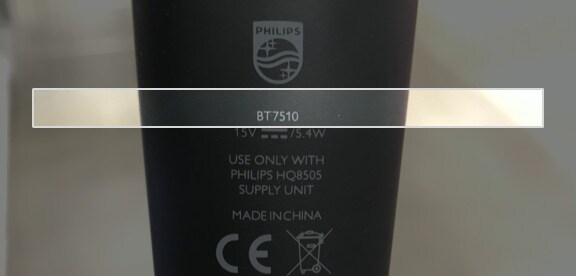 PHILIPS
BT7510
15V ⎓ /5.4W
USE ONLY WITH
PHILIPS HQ8505
SUPPLY UNIT
MADE IN CHINA
CE